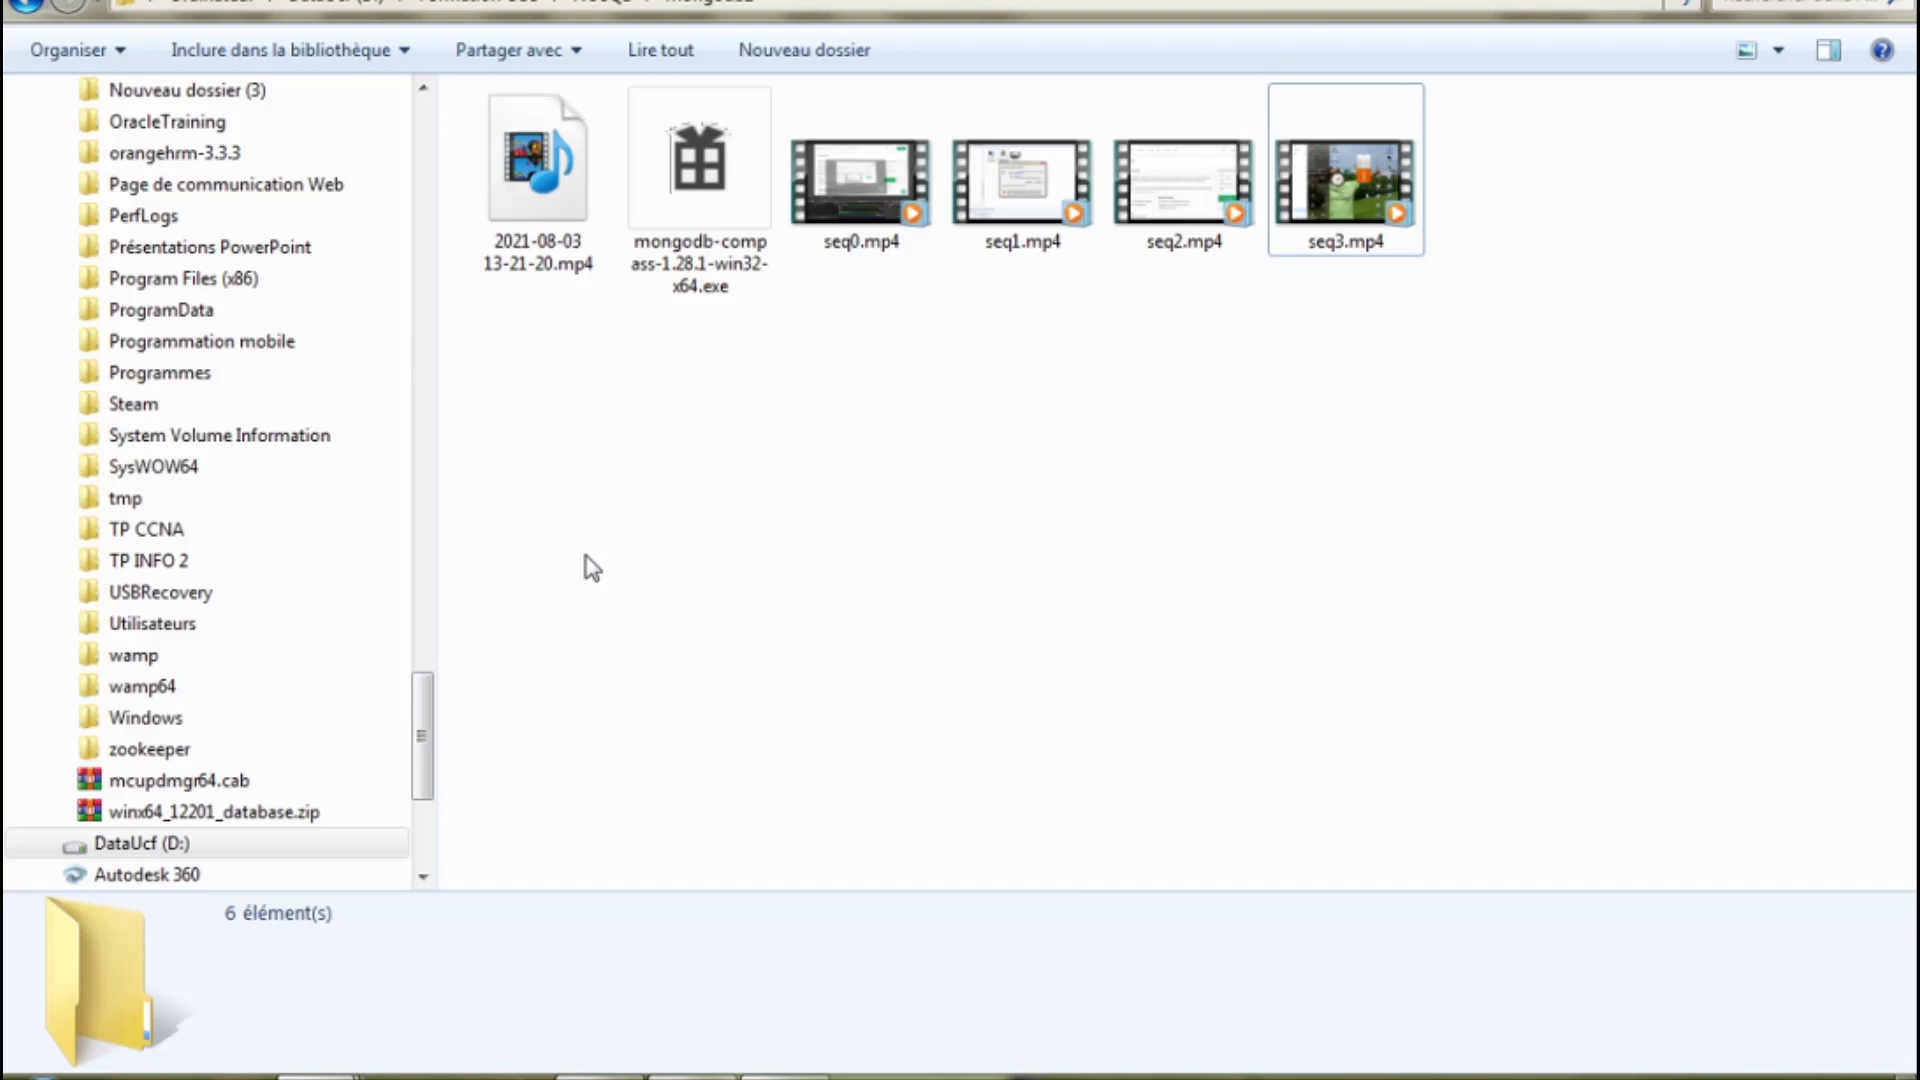 Organiser
Inclure dans la bibliothèque
Partager avec
Lire tout
Nouveau dossier
Nouveau dossier (3)
OracleTraining
orangehrm-3.3.3
Page de communication Web
PerfLogs
Présentations PowerPoint
Program Files (x86)
ProgramData
Programmation mobile
Programmes
Steam
System Volume Information
SysWOW64
tmp
TP CCNA
TP INFO 2
USBRecovery
Utilisateurs
wamp
wamp64
Windows
zookeeper
mcupdmgr64.cab
winx64_12201_database.zip
DataUcf (D:)
Autodesk 360
2021-08-03
13-21-20.mp4
mongodb-comp
ass-1.28.1-win32-
x64.exe
seq0.mp4
seq1.mp4
seq2.mp4
seq3.mp4
6 élément(s)